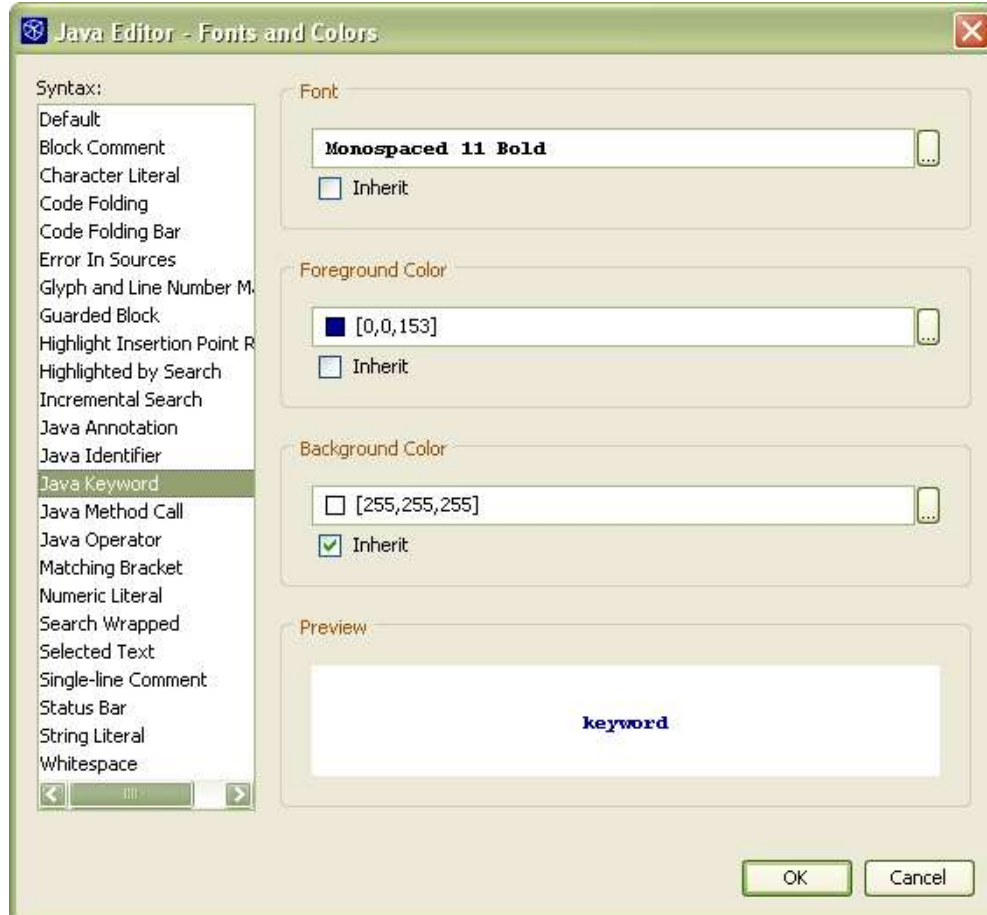 Java Editor - Fonts and Colors
Syntax:
Default
Block Comment
Character Literal
Code Folding
Code Folding Bar
Error In Sources
Glyph and Line Number Ma
Guarded Block
Highlight Insertion Point R
Highlighted by Search
Incremental Search
Java Annotation
Java Identifier
Java Keyword
Java Method Call
Java Operator
Matching Bracket
Numeric Literal
Search Wrapped
Selected Text
Single-line Comment
Status Bar
String Literal
Whitespace
Font
Monospaced 11 Bold
...
Inherit
Foreground Color
[0,0,153]
...
Inherit
Background Color
[255,255,255]
...
Inherit
Preview
keyword
OK
Cancel